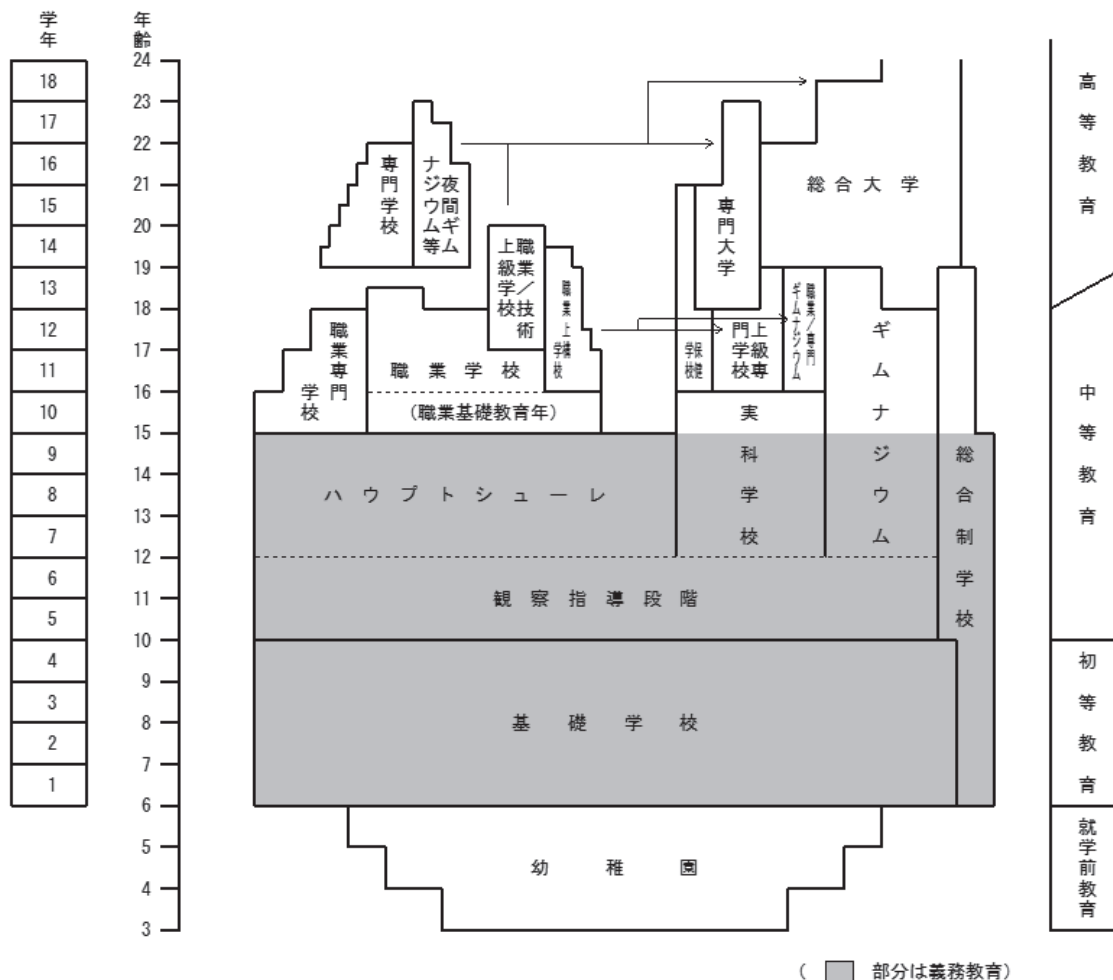 学年
年齢
24
18
23
17
22
16
21
15
20
14
19
13
18
12
17
11
16
10
15
9
14
8
13
7
12
6
11
5
10
4
9
3
8
2
7
1
6
5
4
3
専門学校
夜間ギム
ナジウム等
総合大学
専門大学
職業／技術
上級学校
職業上構
学校
職業専門
学校
職業学校
(職業基礎教育年)
保健
学校
上級専
門学校
職業／専門
ギムナジウム
ギムナジウム
実科学校
総合制学校
ハウプトシューレ
観察指導段階
基礎学校
幼稚園
高等教育
中等教育
初等教育
就学前教育
( 部分は義務教育)